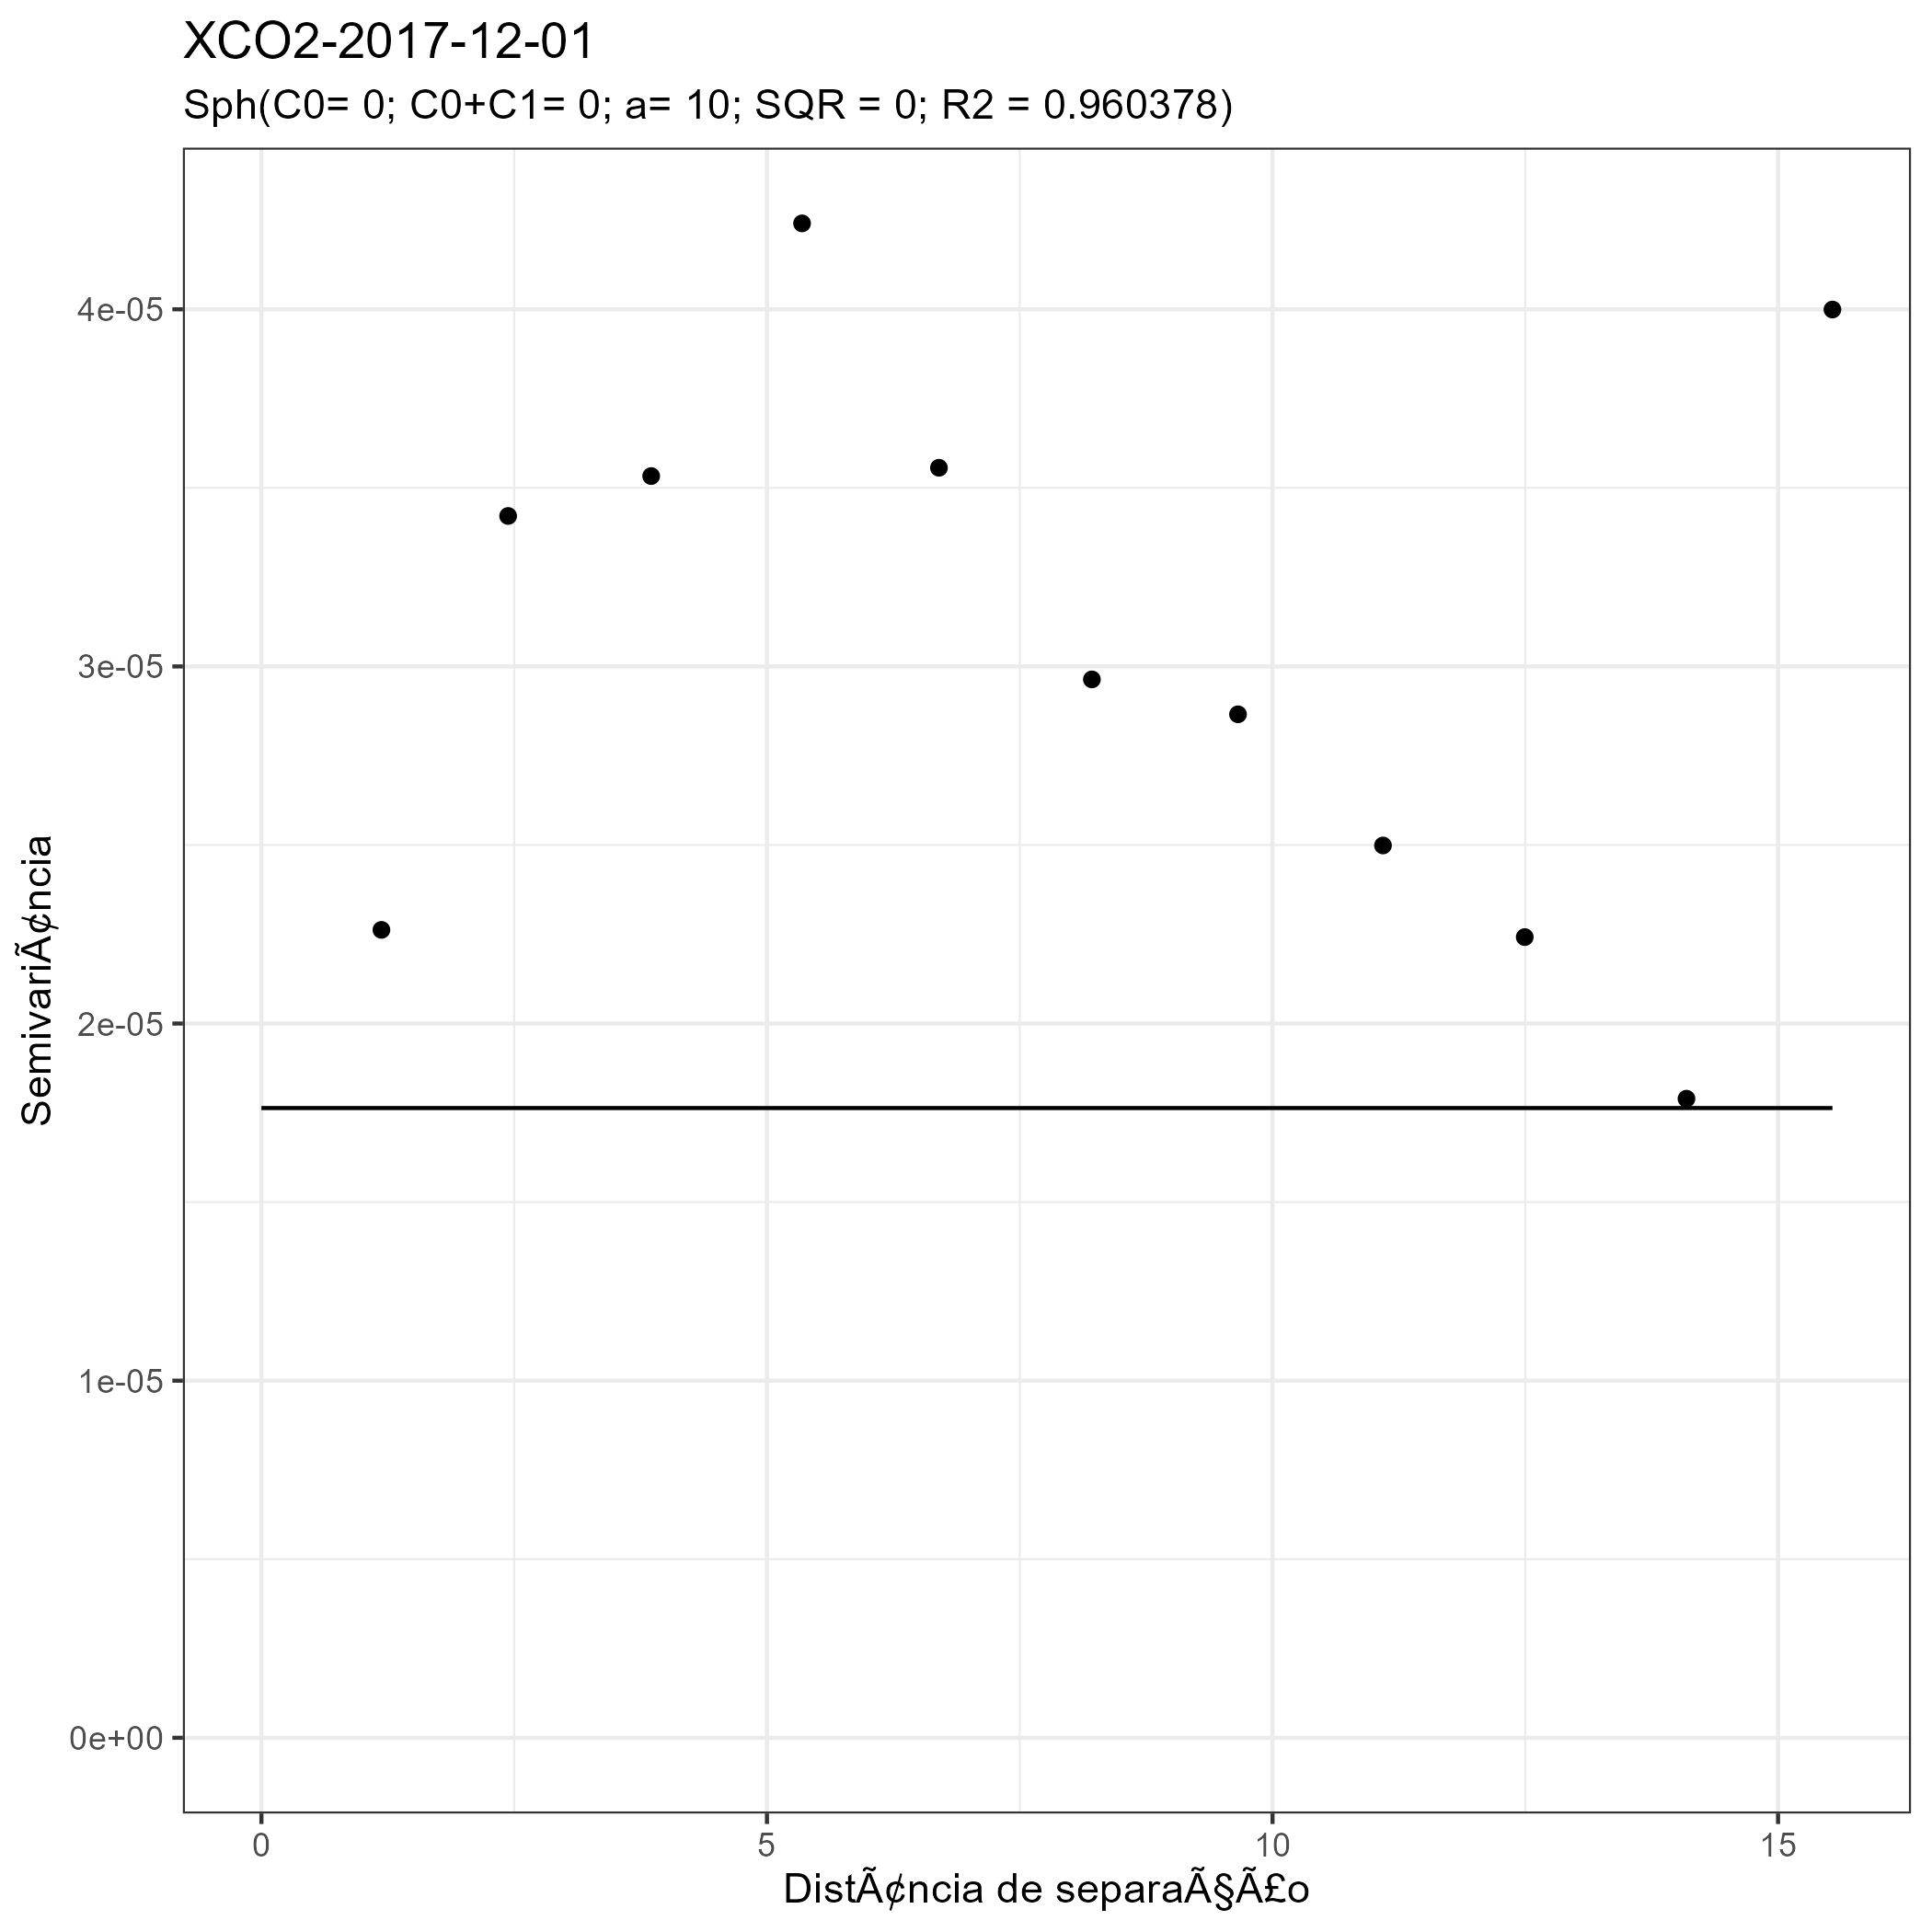 XCO2-2017-12-01
Sph(C0= 0; C0+C1= 0; a= 10; SQR = 0; R2 = 0.960378)
SemivariÃ¢ncia
4e-05
3e-05
2e-05
1e-05
0e+00
0 5 10 15
DistÃ¢ncia de separaÃ§Ã£o